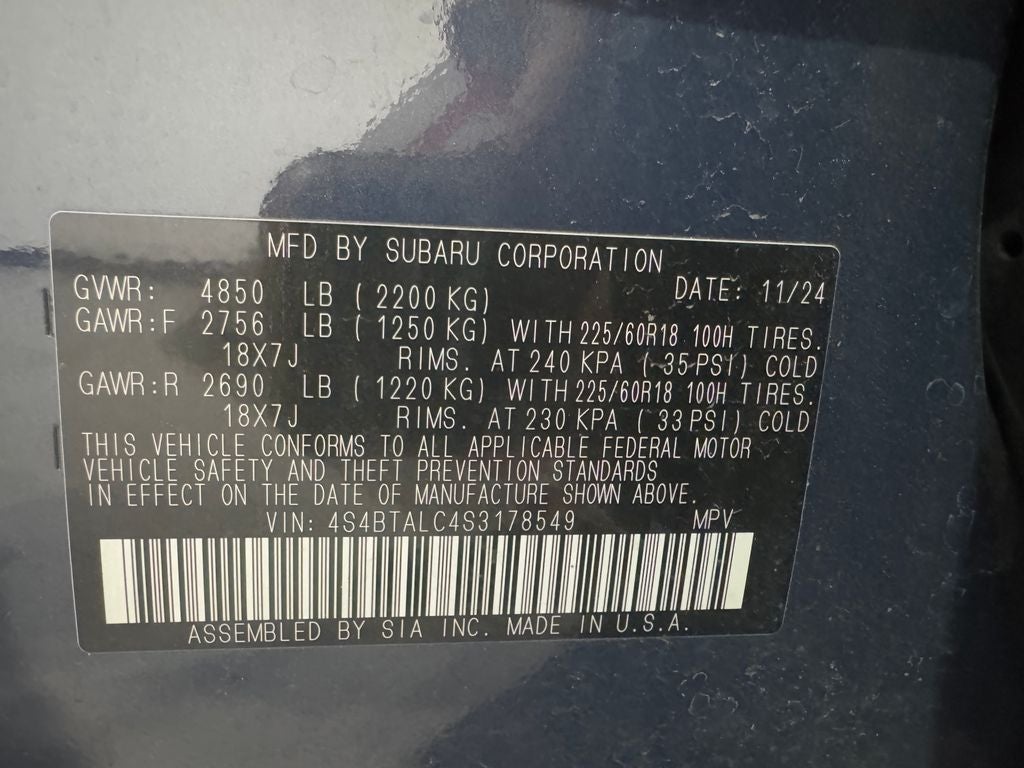 MFD BY SUBARU CORPORATION
GVWR: 4850 LB (2200 KG) DATE: 11/24
GAWR:F 2756 LB (1250 KG) WITH 225/60R18 100H TIRES.
18X7J RIMS. AT 240 KPA (35 PSI) COLD
GAWR:R 2690 LB (1220 KG) WITH 225/60R18 100H TIRES.
18X7J RIMS. AT 230 KPA (33 PSI) COLD
THIS VEHICLE CONFORMS TO ALL APPLICABLE FEDERAL MOTOR
VEHICLE SAFETY AND THEFT PREVENTION STANDARDS
IN EFFECT ON THE DATE OF MANUFACTURE SHOWN ABOVE.
VIN: 4S4BTALC4S3178549 MPV
ASSEMBLED BY SIA INC. MADE IN U.S.A.